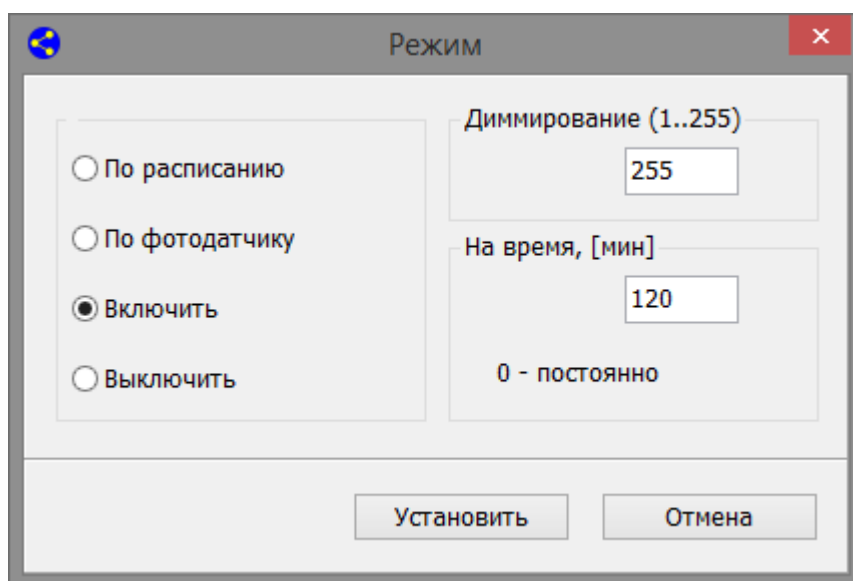 Режим
По расписанию
По фотодатчику
Включить
Выключить
Диммирование (1..255)
255
На время, [мин]
120
0 - постоянно
Установить
Отмена